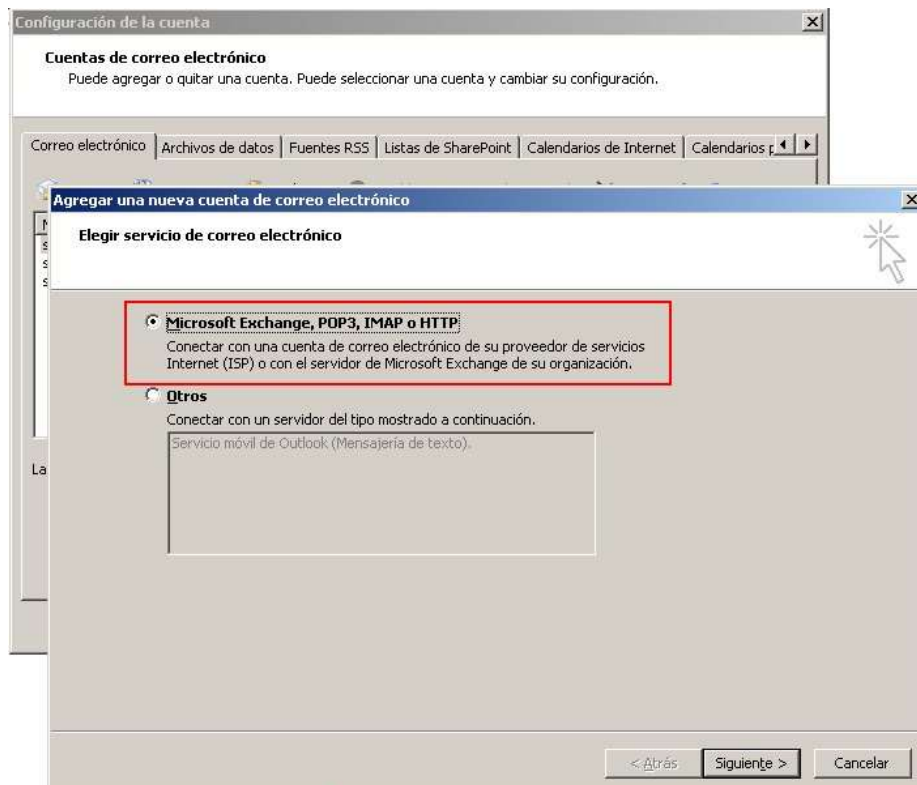 Configuración de la cuenta
Cuentas de correo electrónico
Puede agregar o quitar una cuenta. Puede seleccionar una cuenta y cambiar su configuración.
Correo electrónico Archivos de datos Fuentes RSS Listas de SharePoint Calendarios de Internet Calendarios
Agregar una nueva cuenta de correo electrónico
Elegir servicio de correo electrónico
Microsoft Exchange, POP3, IMAP o HTTP
Conectar con una cuenta de correo electrónico de su proveedor de servicios
Internet (ISP) o con el servidor de Microsoft Exchange de su organización.
Otros
Conectar con un servidor del tipo mostrado a continuación.
Servicio móvil de Outlook (Mensajería de texto).
La
< Atrás Siguiente > Cancelar